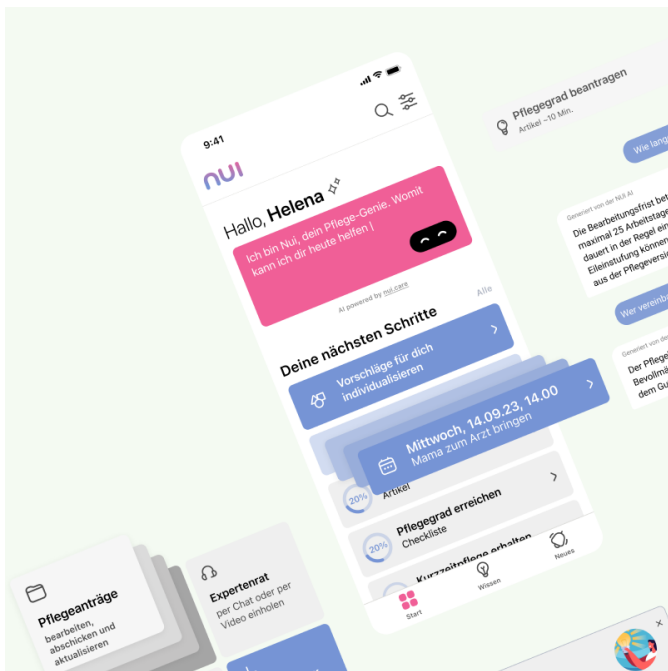 9:41
nui
Hallo, Helena
Ich bin Nui, dein Pflege-Genie. Womit
kann ich dir heute helfen |
AI powered by nui.care
Deine nächsten Schritte
Alle
Vorschläge für dich
individualisieren
Mittwoch, 14.09.23, 14.00
Mama zum Arzt bringen
20%
Artikel
20%
Pflegegrad erreichen
Checkliste
Kurzzeitpflege erhalten
Start
Wissen
Neues
Pflegegrad beantragen
Artikel ~10 Min.
Wie lang
Generiert von der NUI AI
Die Bearbeitungsfrist bet
maximal 25 Arbeitstage
dauert in der Regel ein
Eileinstufung können
aus der Pflegeversi
Wer vereinba
Generiert von de
Der Pflege
Bevollmä
dem Gu
Pflegeanträge
bearbeiten,
abschicken und
aktualisieren
Expertenrat
per Chat oder per
Video einholen